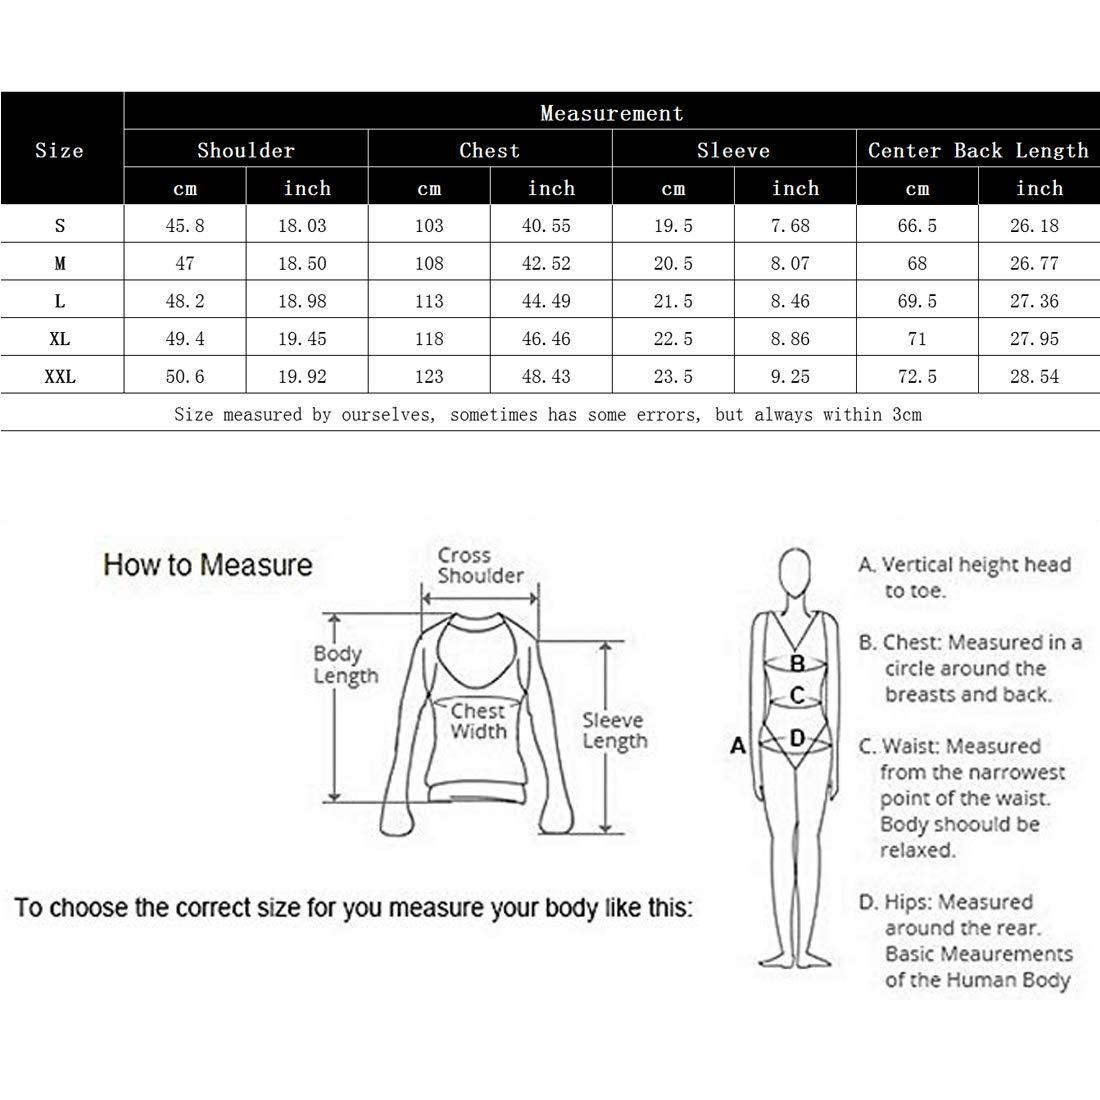 Measurement
Size Shoulder Chest Sleeve Center Back Length
cm inch cm inch cm inch cm inch
S 45.8 18.03 103 40.55 19.5 7.68 66.5 26.18
M 47 18.50 108 42.52 20.5 8.07 68 26.77
L 48.2 18.98 113 44.49 21.5 8.46 69.5 27.36
XL 49.4 19.45 118 46.46 22.5 8.86 71 27.95
XXL 50.6 19.92 123 48.43 23.5 9.25 72.5 28.54
Size measured by ourselves, sometimes has some errors, but always within 3cm
How to Measure
Cross
Shoulder
Body
Length
Chest
Width
Sleeve
Length
To choose the correct size for you measure your body like this:
B
C
D
A
A. Vertical height head
to toe.
B. Chest: Measured in a
circle around the
breasts and back.
C. Waist: Measured
from the narrowest
point of the waist.
Body shoould be
relaxed.
D. Hips: Measured
around the rear.
Basic Meaurements
of the Human Body